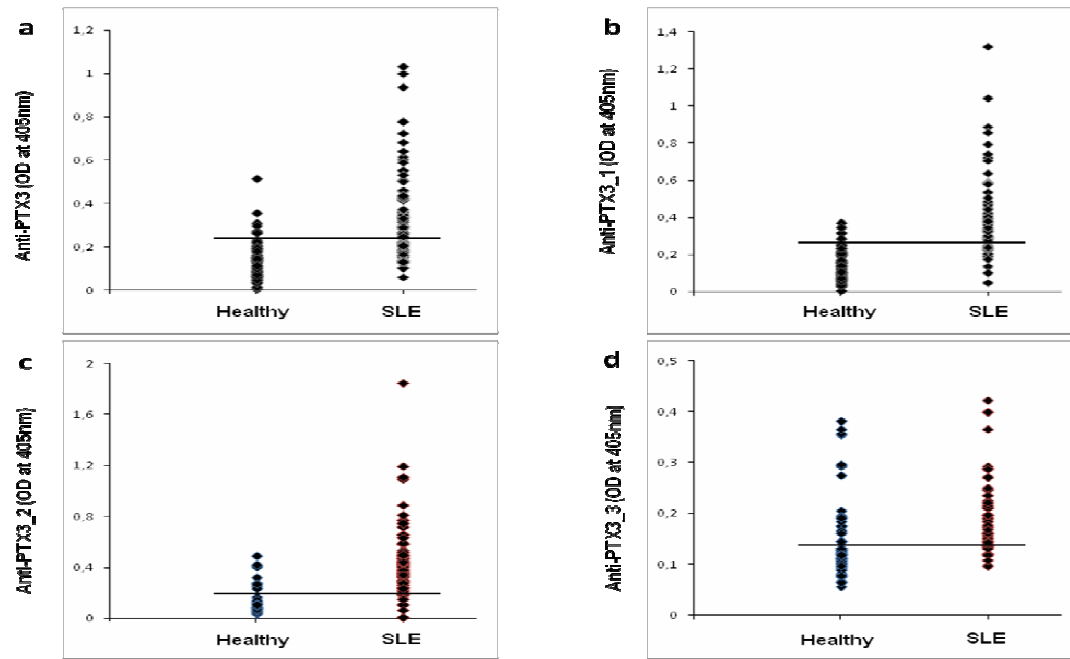 a
Anti-PTX3 (OD at 405nm)
1,2
1
0,8
0,6
0,4
0,2
0
Healthy SLE
b
Anti-PTX3_1 (OD at 405nm)
1,4
1,2
1
0,8
0,6
0,4
0,2
0
Healthy SLE
c
Anti-PTX3_2 (OD at 405nm)
2
1,6
1,2
0,8
0,4
0
Healthy SLE
d
Anti-PTX3_3 (OD at 405nm)
0,5
0,4
0,3
0,2
0,1
0
Healthy SLE